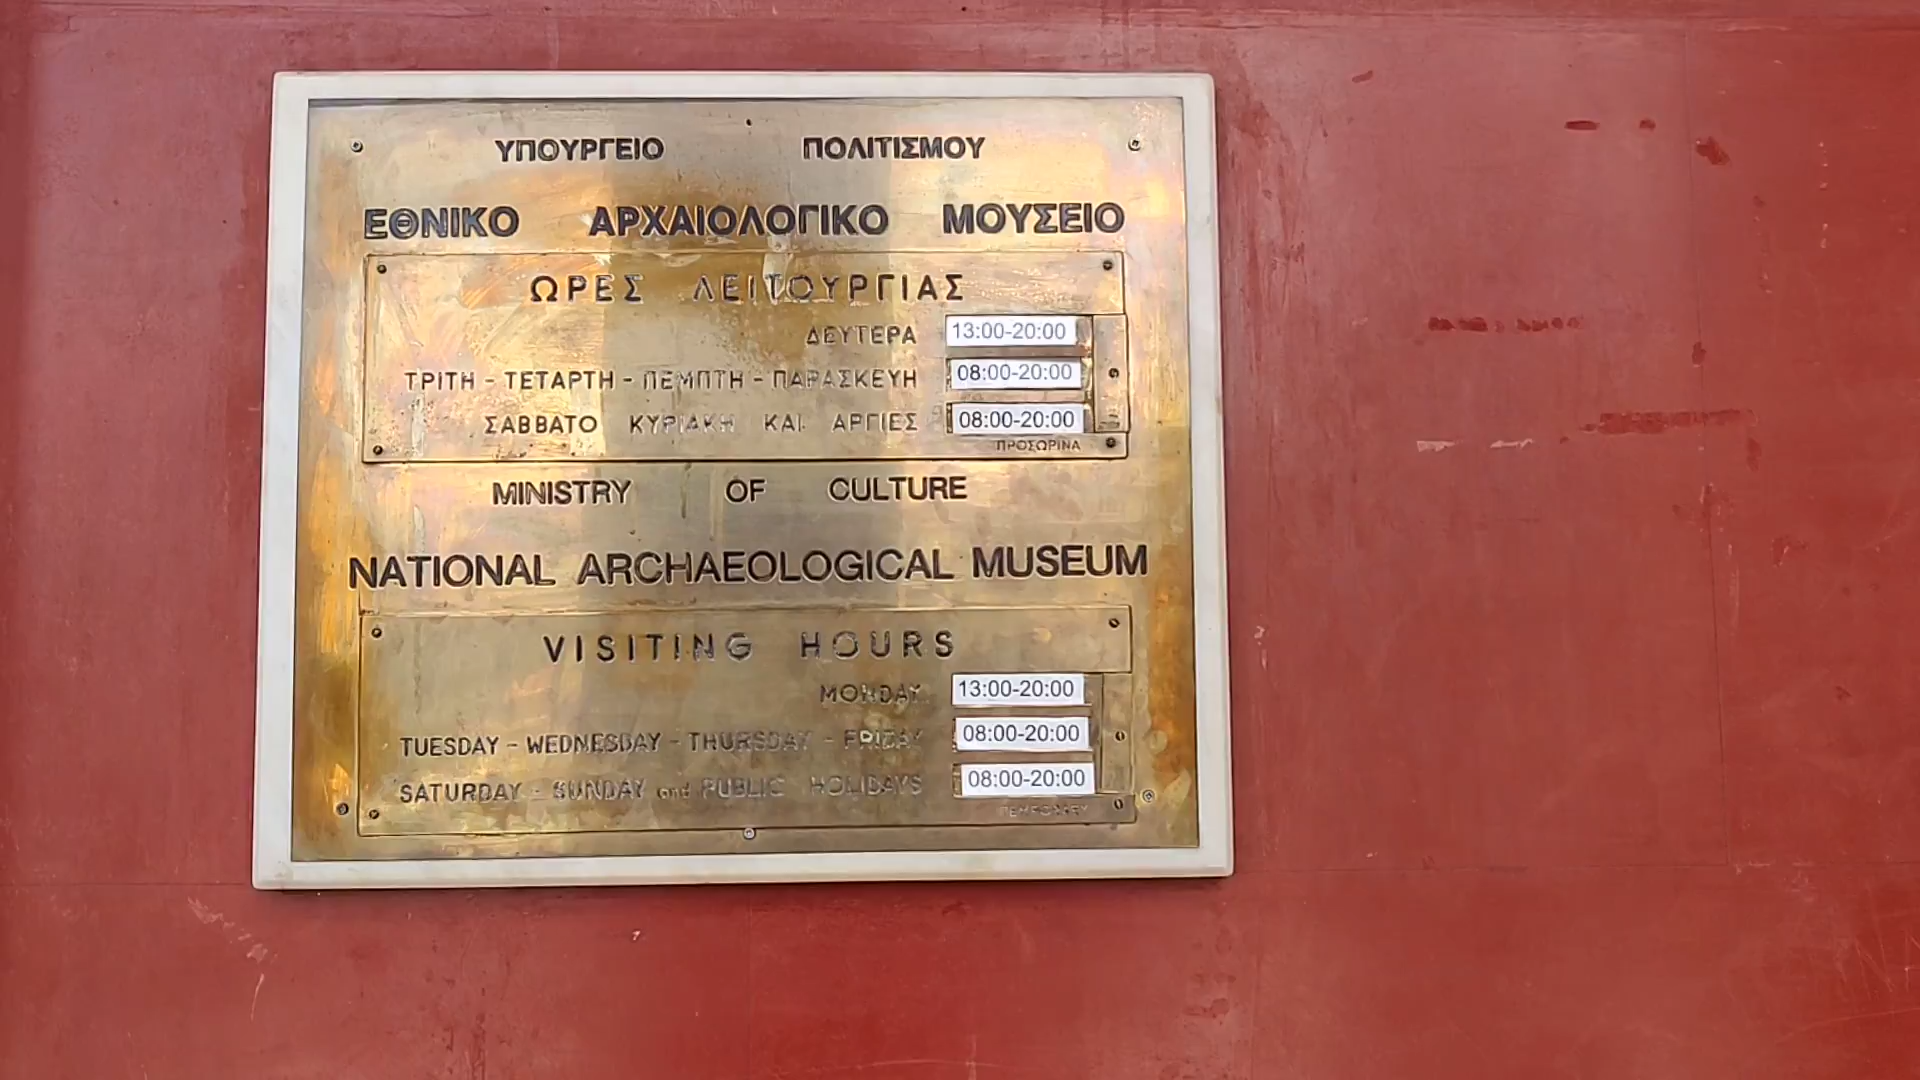 ΥΠΟΥΡΓΕΙΟ ΠΟΛΙΤΙΣΜΟΥ
ΕΘΝΙΚΟ ΑΡΧΑΙΟΛΟΓΙΚΟ ΜΟΥΣΕΙΟ
ΩΡΕΣ ΛΕΙΤΟΥΡΓΙΑΣ
ΔΕΥΤΕΡΑ 13:00-20:00
ΤΡΙΤΗ - ΤΕΤΑΡΤΗ - ΠΕΜΠΤΗ - ΠΑΡΑΣΚΕΥΗ 08:00-20:00
ΣΑΒΒΑΤΟ ΚΥΡΙΑΚΗ ΚΑΙ ΑΡΓΙΕΣ 08:00-20:00
ΠΡΟΣΩΡΙΝΑ
MINISTRY OF CULTURE
NATIONAL ARCHAEOLOGICAL MUSEUM
VISITING HOURS
MONDAY 13:00-20:00
TUESDAY - WEDNESDAY - THURSDAY - FRIDAY 08:00-20:00
SATURDAY - SUNDAY and PUBLIC HOLIDAYS 08:00-20:00
TEMPORARY